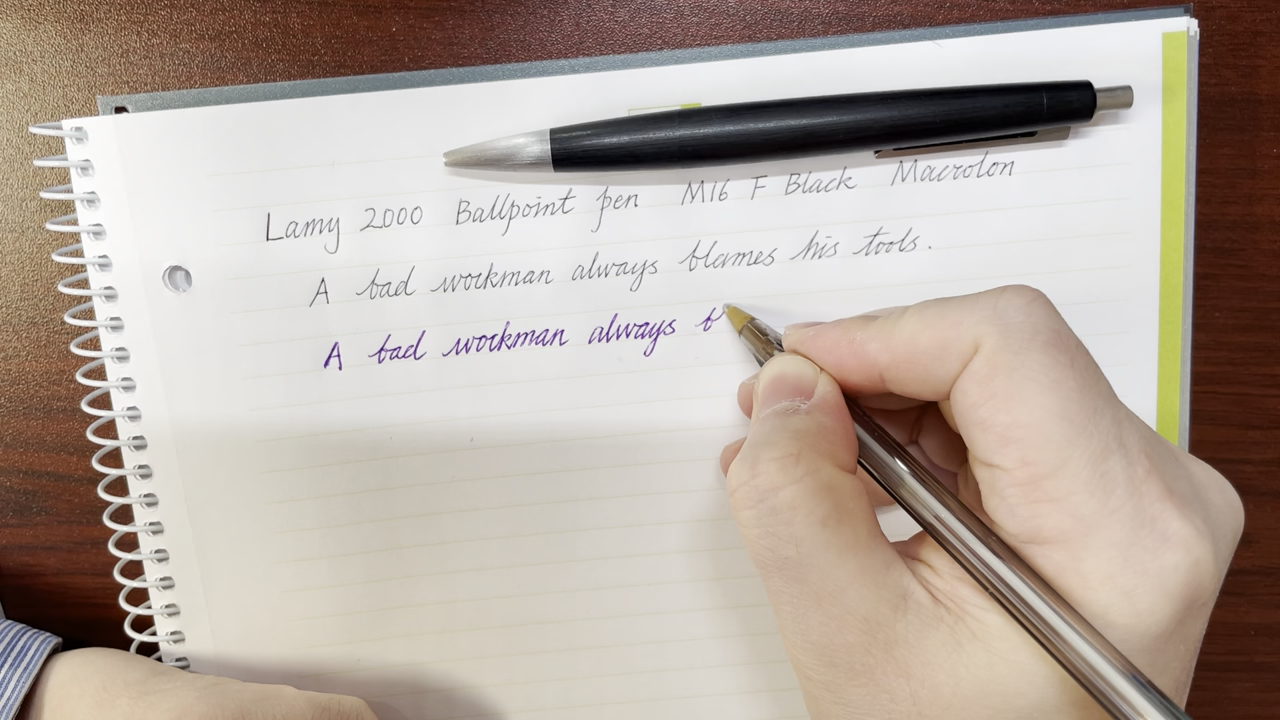 Lamy 2000 Ballpoint pen M16 F Black Macrolon
A bad workman always blames his tools.
A bad workman always b